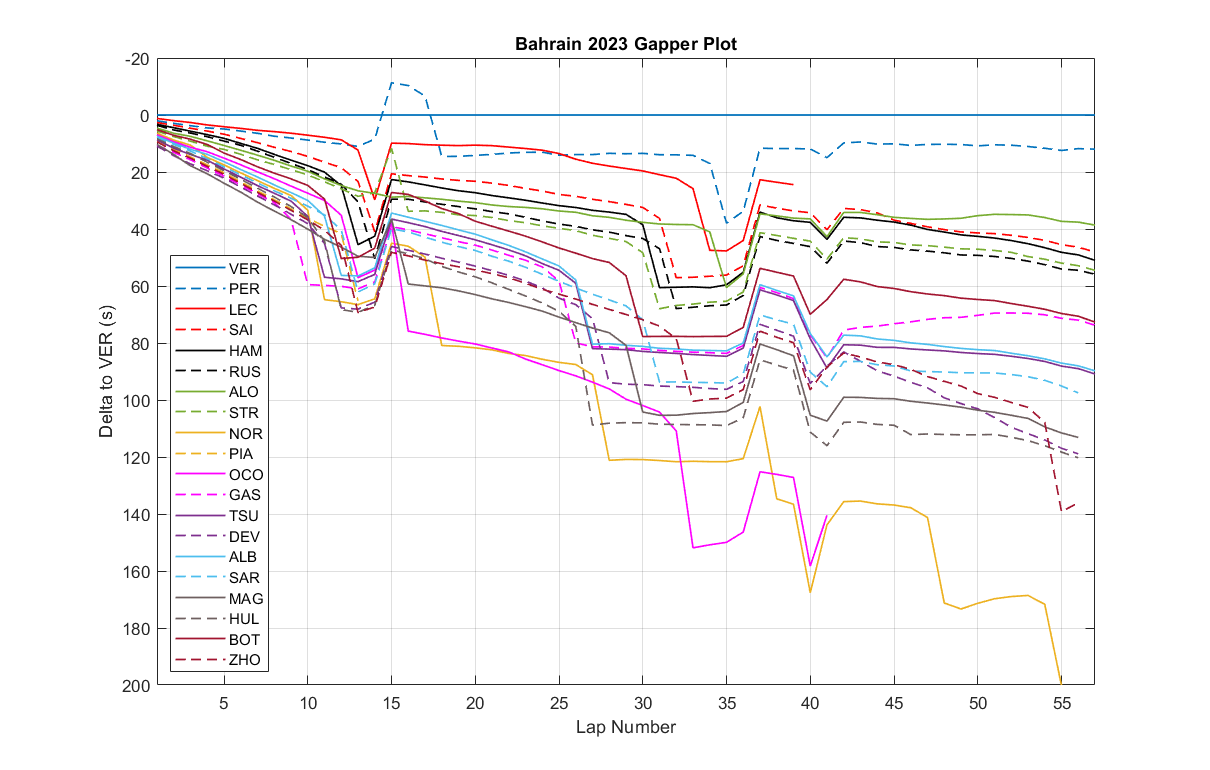 Bahrain 2023 Gapper Plot
-20
0
20
40
60
80
100
120
140
160
180
200
Delta to VER (s)
VER
PER
LEC
SAI
HAM
RUS
ALO
STR
NOR
PIA
OCO
GAS
TSU
DEV
ALB
SAR
MAG
HUL
BOT
ZHO
5 10 15 20 25 30 35 40 45 50 55
Lap Number